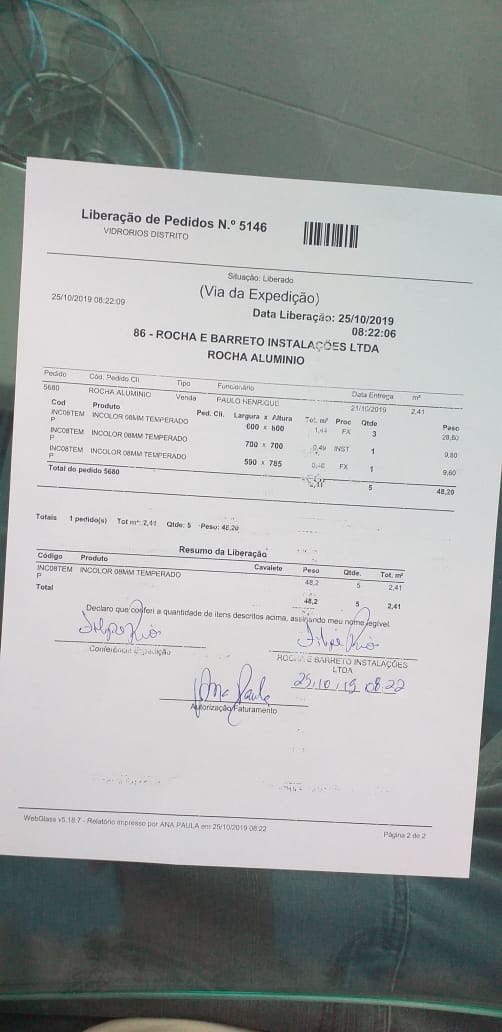 Liberação de Pedidos N.º 5146
VIDRORIOS DISTRITO
Situação: Liberado
(Via da Expedição)
25/10/2019 08:22:09
Data Liberação: 25/10/2019
08:22:06
86 - ROCHA E BARRETO INSTALAÇÕES LTDA
ROCHA ALUMINIO
Pedido Cód. Pedido Cli. Tipo Funcionário Data Entrega m²
5680 ROCHA ALUMINIO Venda PAULO HENRIQUE 21/10/2019 2,41
Cod Produto Ped. Cli. Largura x Altura Tot. m² Proc Qtde Peso
INC08TEM INCOLOR 08MM TEMPERADO 600 x 600 1,44 FX 3 28,80
P
INC08TEM INCOLOR 08MM TEMPERADO 700 x 700 0,49 INST 1 9,80
P
INC08TEM INCOLOR 08MM TEMPERADO 590 x 785 0,48 FX 1 9,60
P
Total do pedido 5680 5 48,20
Totais 1 pedido(s) Tot m²: 2,41 Qtde: 5 Peso: 48,20
Resumo da Liberação
Código Produto Cavalete Peso Qtde. Tot. m²
INC08TEM INCOLOR 08MM TEMPERADO 48,2 5 2,41
P
Total 48,2 5 2,41
Declaro que conferi a quantidade de itens descritos acima, assinando meu nome legível.
Conferência Expedição
ROCHA E BARRETO INSTALAÇÕES
LTDA
Ana Paula 25,10,19 08:22
Autorização/Faturamento
WebGlass v5.18.7 - Relatório impresso por ANA PAULA em 25/10/2019 08:22
Página 2 de 2